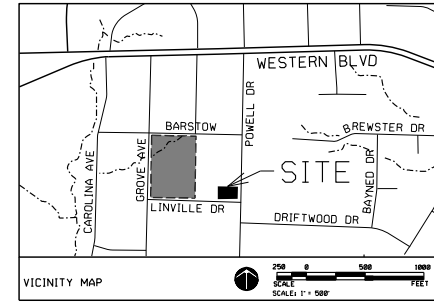 WESTERN BLVD
BARSTOW
POWELL DR
BREWSTER DR
CAROLINA AVE
GROVE AVE
SITE
BAYNED DR
LINVILLE DR
DRIFTWOOD DR
VICINITY MAP
250 0 500 1000
SCALE FEET
SCALE: 1" = 500'